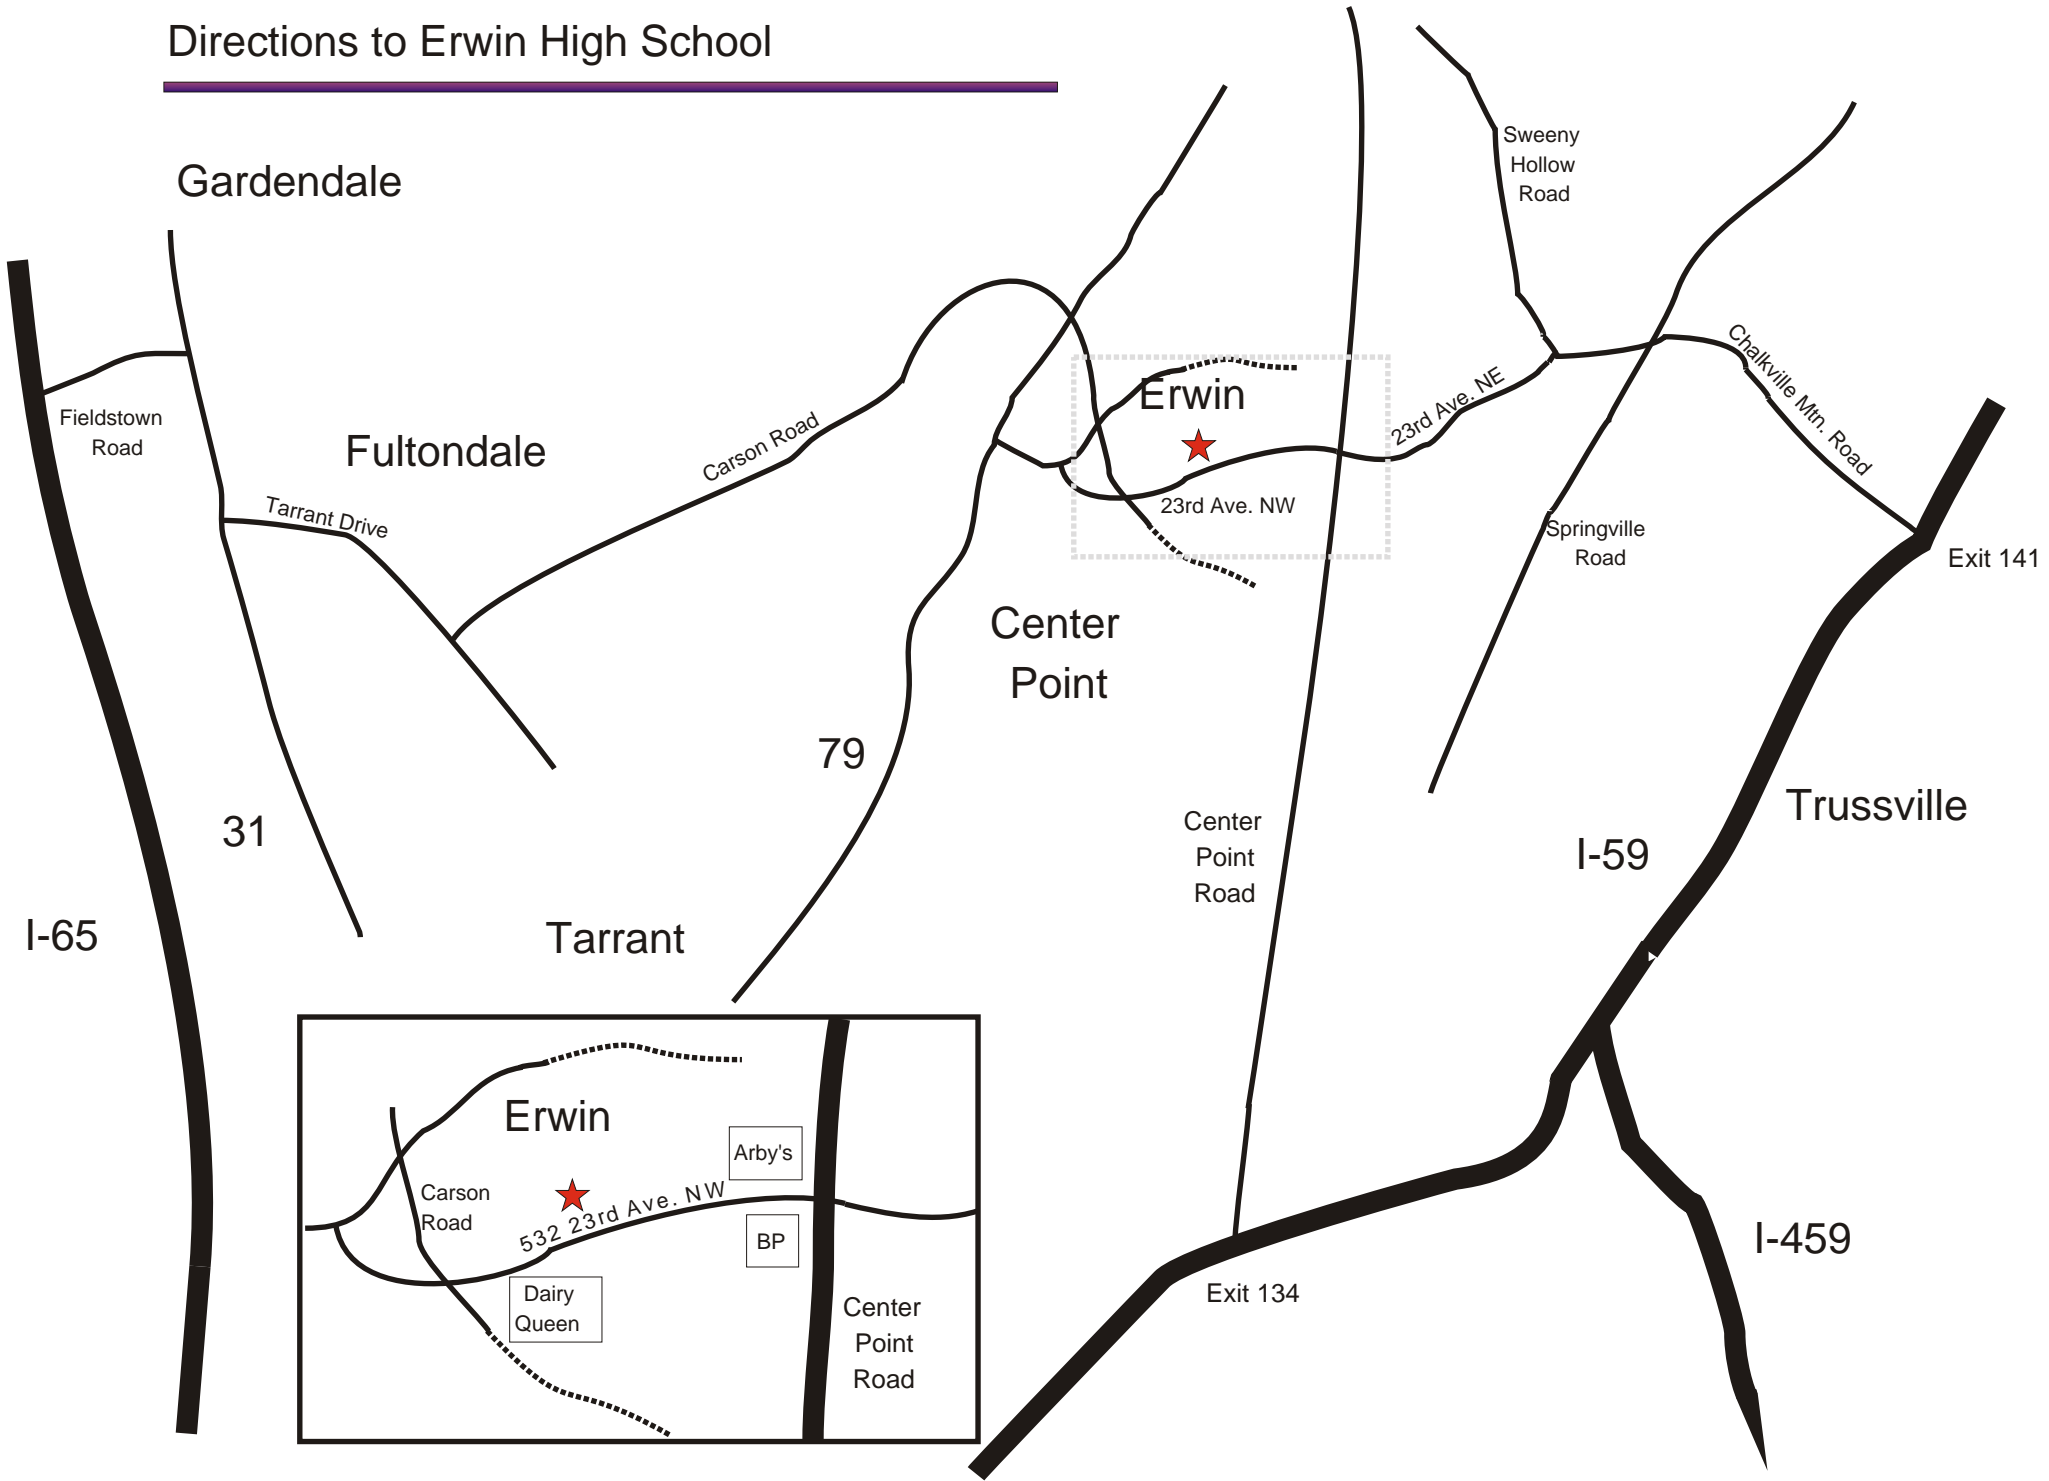 Directions to Erwin High School
Gardendale
Sweeny
Hollow
Road
Fieldstown
Road
Fultondale
Tarrant Drive
Carson Road
Erwin
23rd Ave. NE
23rd Ave. NW
Chalkville Mtn. Road
Springville
Road
Exit 141
Center
Point
79
31
I-65
Tarrant
Center
Point
Road
Trussville
I-59
I-459
Exit 134
Erwin
Arby's
Carson
Road
532 23rd Ave. NW
BP
Dairy
Queen
Center
Point
Road